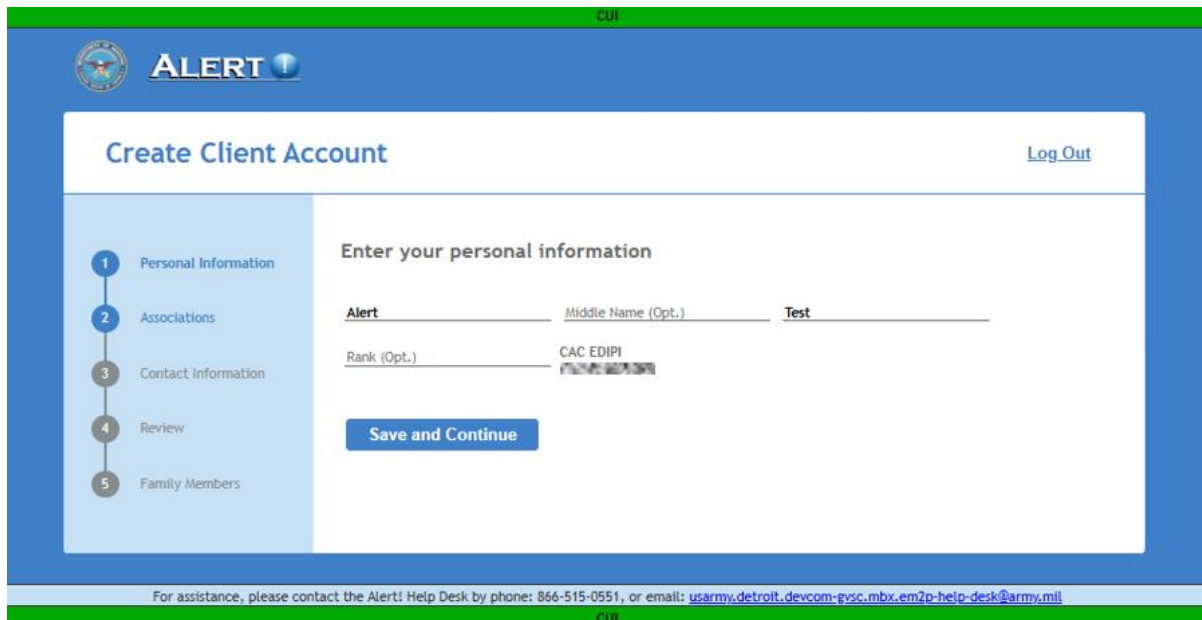 CUI
ALERT !
Create Client Account
Log Out
Enter your personal information
1 Personal Information
2 Associations
3 Contact Information
4 Review
5 Family Members
Alert Middle Name (Opt.) Test
Rank (Opt.) CAC EDIPI
Save and Continue
For assistance, please contact the Alert! Help Desk by phone: 866-515-0551, or email: usarmy.detroit.devcom-gvsc.mbx.em2p-help-desk@army.mil
CUI